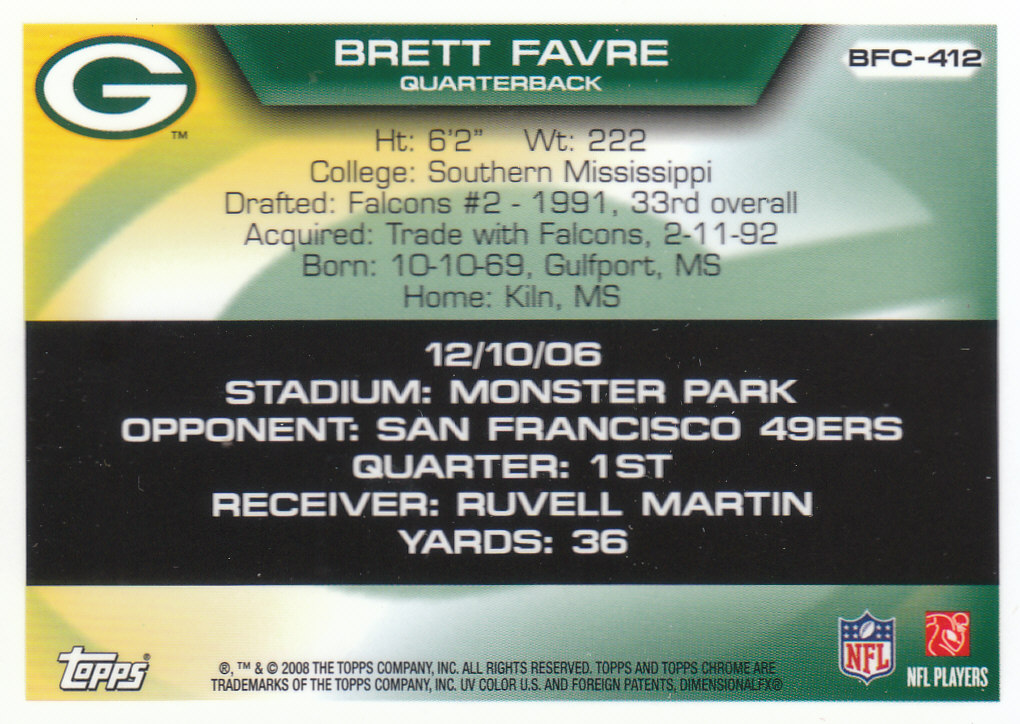 G
™
BRETT FAVRE
QUARTERBACK
BFC-412
Ht: 6'2" Wt: 222
College: Southern Mississippi
Drafted: Falcons #2 - 1991, 33rd overall
Acquired: Trade with Falcons, 2-11-92
Born: 10-10-69, Gulfport, MS
Home: Kiln, MS
12/10/06
STADIUM: MONSTER PARK
OPPONENT: SAN FRANCISCO 49ERS
QUARTER: 1ST
RECEIVER: RUVELL MARTIN
YARDS: 36
topps®
®, ™ & © 2008 THE TOPPS COMPANY, INC. ALL RIGHTS RESERVED. TOPPS AND TOPPS CHROME ARE
TRADEMARKS OF THE TOPPS COMPANY, INC. UV COLOR U.S. AND FOREIGN PATENTS, DIMENSIONALFX®
NFL
NFL PLAYERS